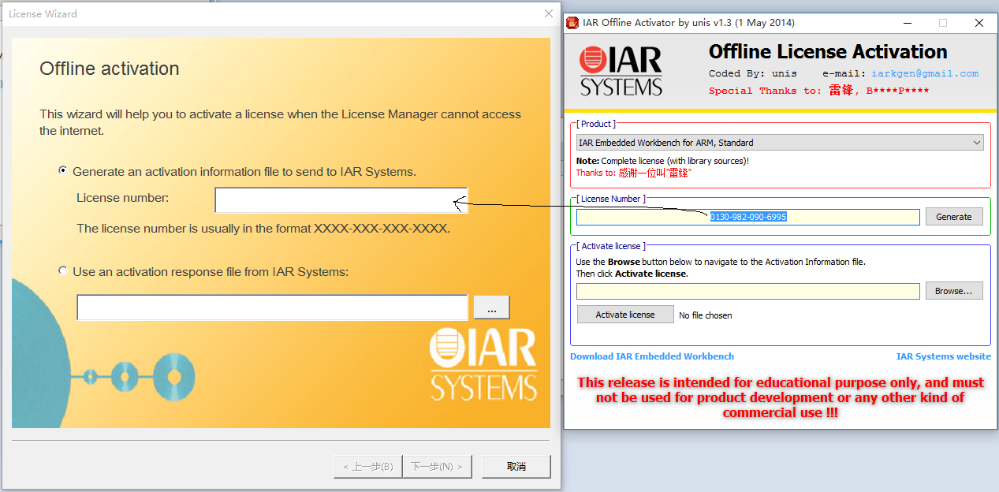 License Wizard
Offline activation
This wizard will help you to activate a license when the License Manager cannot access
the internet.
Generate an activation information file to send to IAR Systems.
License number:
The license number is usually in the format XXXX-XXX-XXX-XXXX.
Use an activation response file from IAR Systems:
...
IAR
SYSTEMS
< 上一步(B)
下一步(N) >
取消
IAR Offline Activator by unis v1.3 (1 May 2014)
IAR
SYSTEMS
Offline License Activation
Coded By: unis e-mail: iarkgen@gmail.com
Special Thanks to: 雷锋, B****P****
[ Product ]
IAR Embedded Workbench for ARM, Standard
Note: Complete license (with library sources)!
Thanks to: 感谢一位叫"雷锋"
[ License Number ]
0130-982-090-6995
Generate
[ Activate license ]
Use the Browse button below to navigate to the Activation Information file.
Then click Activate license.
Browse...
Activate license
No file chosen
Download IAR Embedded Workbench
IAR Systems website
This release is intended for educational purpose only, and must
not be used for product development or any other kind of
commercial use !!!